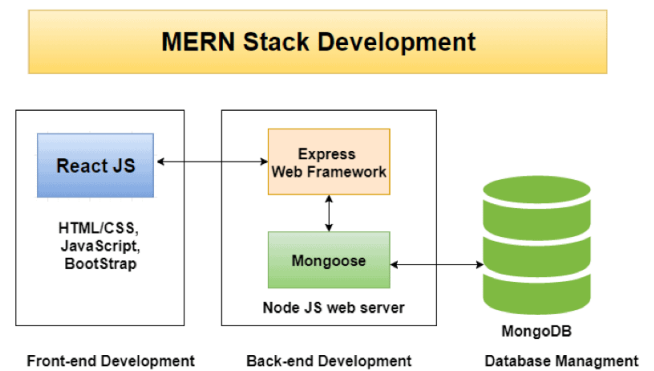 MERN Stack Development
React JS
HTML/CSS,
JavaScript,
BootStrap
Express
Web Framework
Mongoose
Node JS web server
MongoDB
Front-end Development
Back-end Development
Database Managment